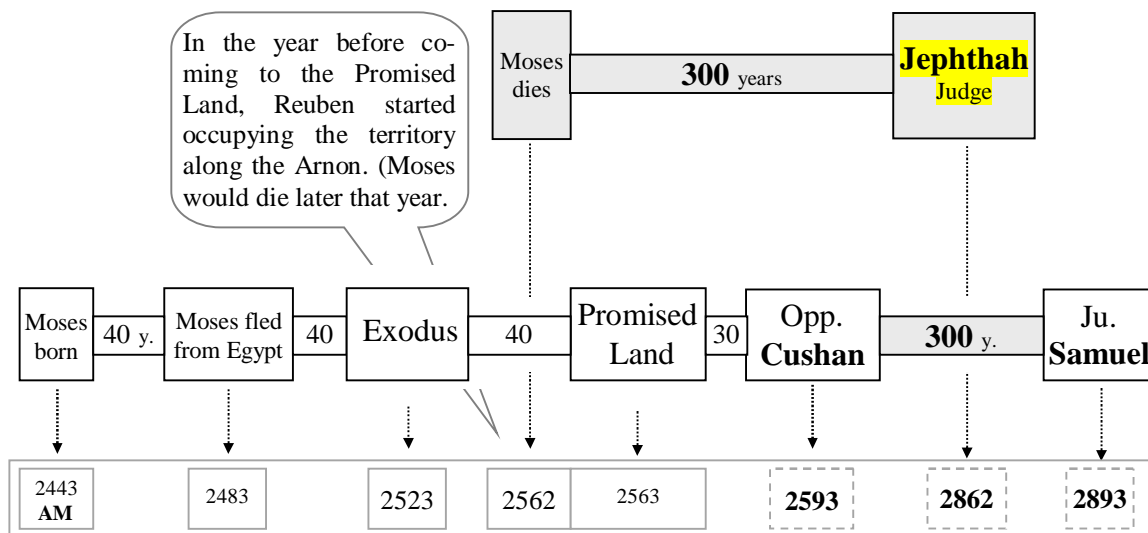 In the year before co-
ming to the Promised
Land, Reuben started
occupying the territory
along the Arnon. (Moses
would die later that year.
Moses
dies
300 years
Jephthah
Judge
Moses
born
40 y.
Moses fled
from Egypt
40
Exodus
40
Promised
Land
30
Opp.
Cushan
300 y.
Ju.
Samuel
2443
AM
2483
2523
2562
2563
2593
2862
2893